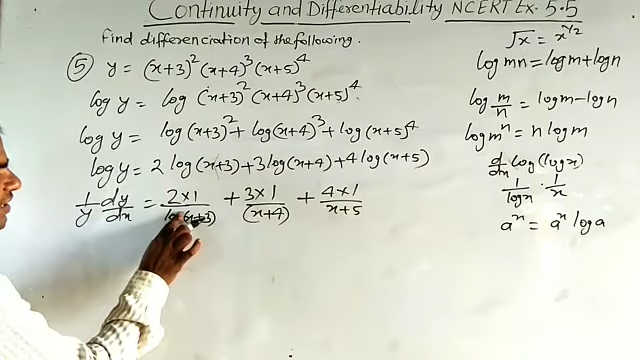 Continuity and Differentiability NCERT Ex. 5.5
Find differenciation of the following.
⑤ y = (x+3)² (x+4)³ (x+5)⁴
log y = log (x+3)² (x+4)³ (x+5)⁴
log y = log(x+3)² + log(x+4)³ + log(x+5)⁴
log y = 2 log(x+3) + 3 log(x+4) + 4 log(x+5)
1/y dy/dx = 2×1/(x+3) + 3×1/(x+4) + 4×1/x+5
√x = x^1/2
log mn = log m + log n
log m/n = log m - log n
log mⁿ = n log m
d/dx log(log x)
1/log x · 1/x
aˣ = aˣ log a